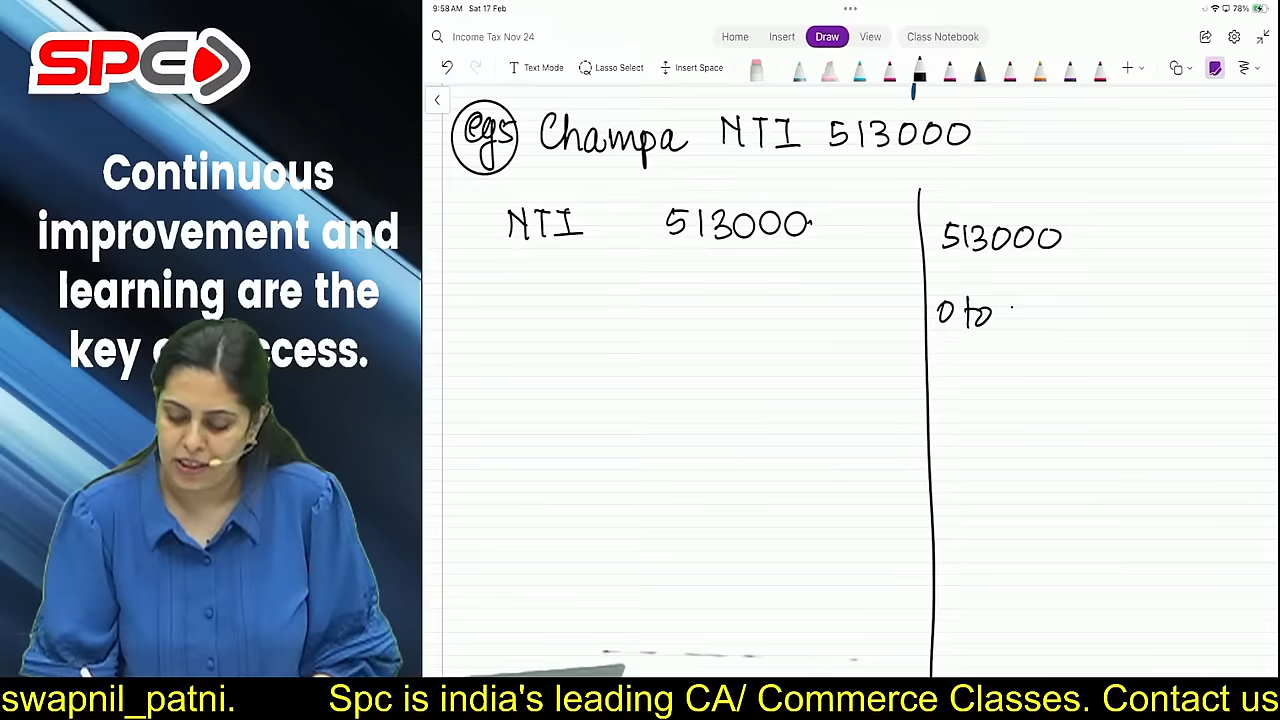 9:58 AM Sat 17 Feb
78%
Income Tax Nov 24
Home Insert Draw View Class Notebook
Text Mode Lasso Select Insert Space
SPC
Continuous
improvement and
learning are the
key
ccess.
eg5 Champa NTI 513000
NTI 513000
513000
0 to
swapnil_patni. Spc is india's leading CA/ Commerce Classes. Contact us